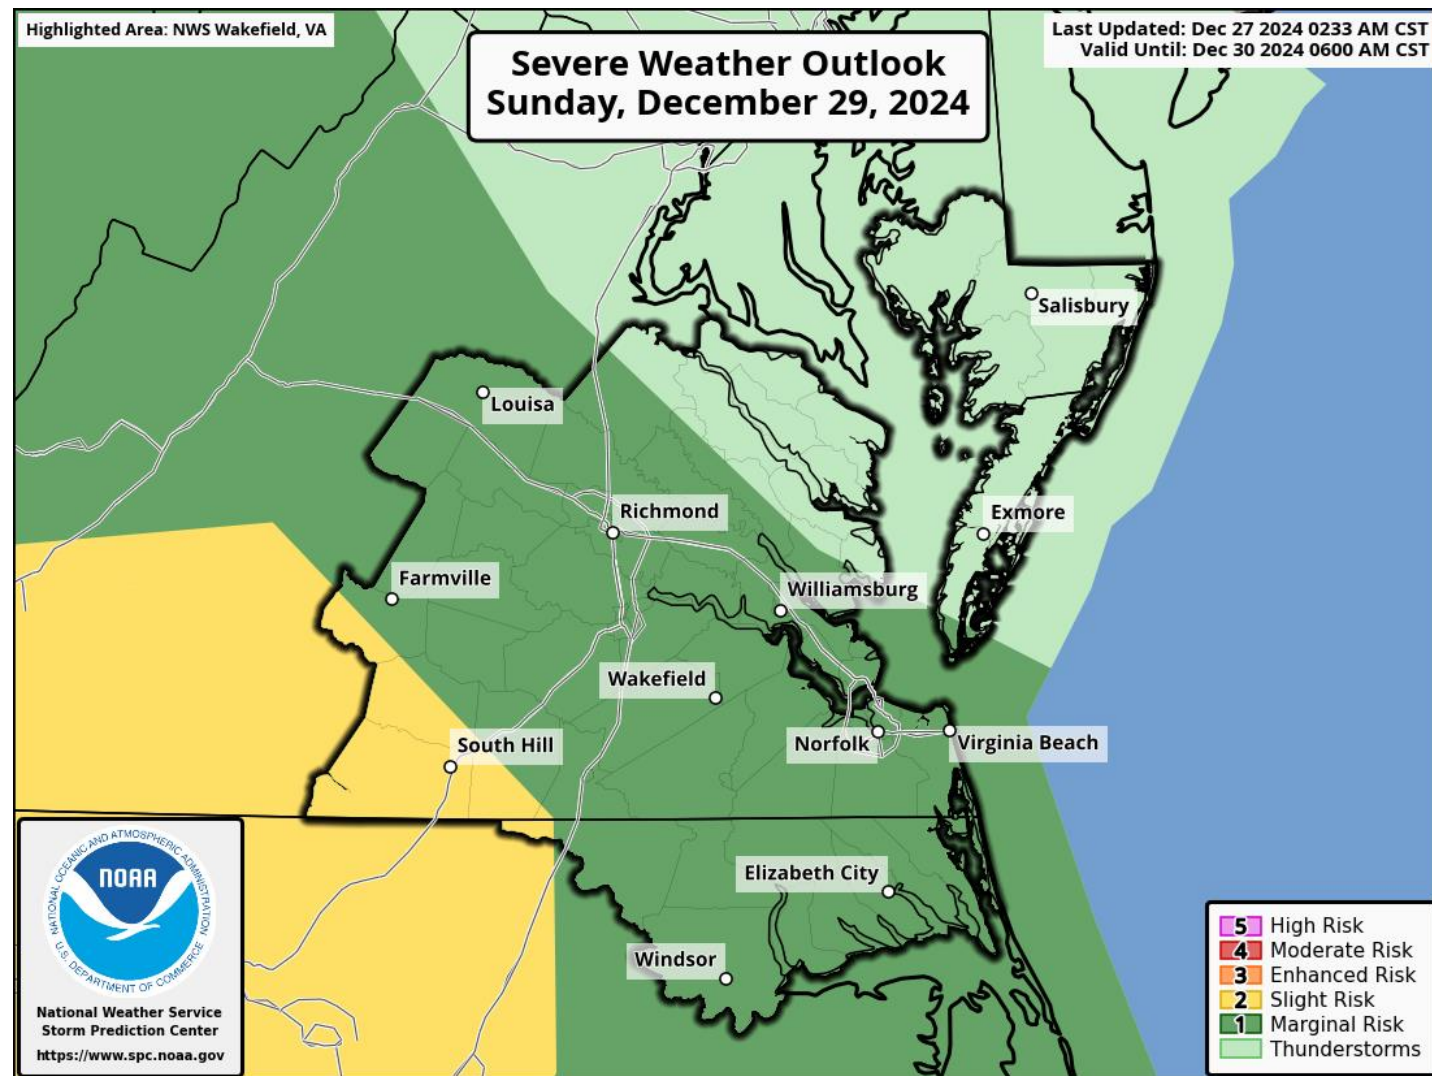 Highlighted Area: NWS Wakefield, VA
Severe Weather Outlook
Sunday, December 29, 2024
Last Updated: Dec 27 2024 0233 AM CST
Valid Until: Dec 30 2024 0600 AM CST
Salisbury
Louisa
Richmond
Exmore
Farmville
Williamsburg
Wakefield
South Hill
Norfolk
Virginia Beach
Elizabeth City
Windsor
NATIONAL OCEANIC AND ATMOSPHERIC ADMINISTRATION
NOAA
U.S. DEPARTMENT OF COMMERCE
National Weather Service
Storm Prediction Center
https://www.spc.noaa.gov
5 High Risk
4 Moderate Risk
3 Enhanced Risk
2 Slight Risk
1 Marginal Risk
Thunderstorms